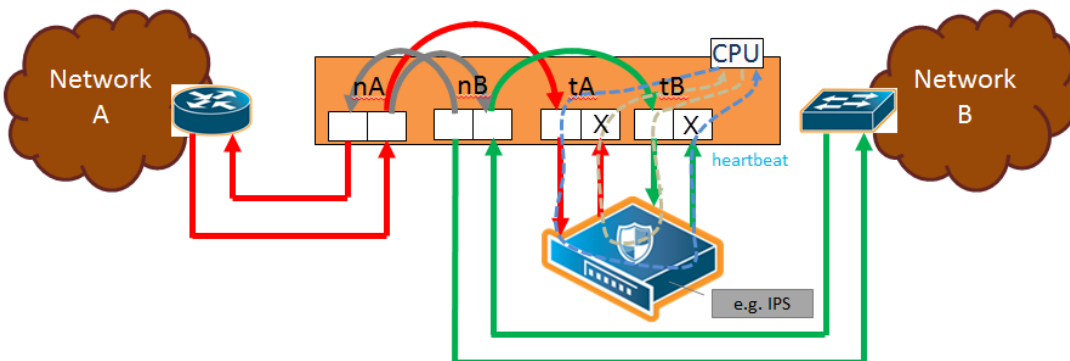 Network
A
nA
nB
tA
tB
CPU
X
X
heartbeat
e.g. IPS
Network
B